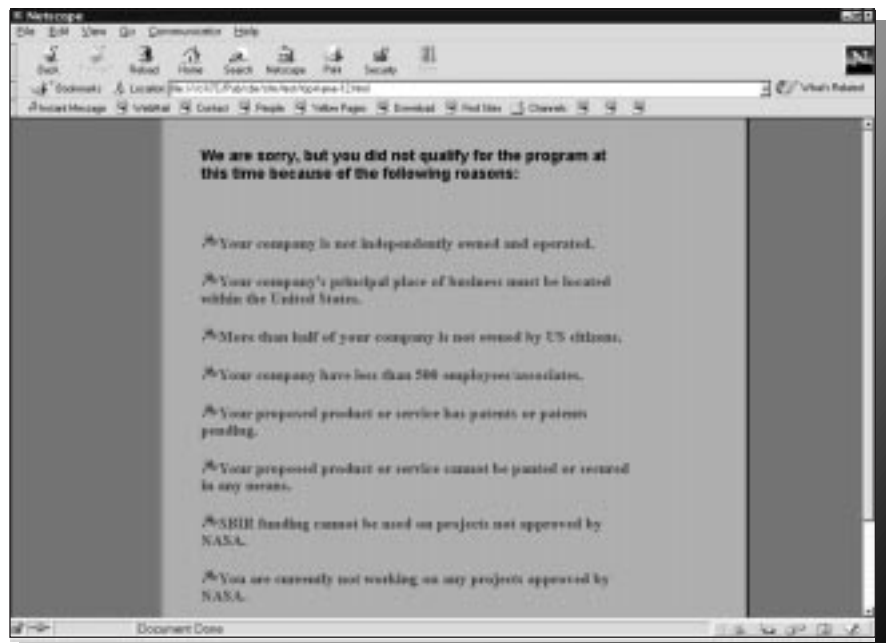 Netscape
File Edit View Go Communicator Help
Back Reload Home Search Netscape Print Security
Bookmarks Location What's Related
Instant Message WebMail Contact People Yellow Pages Download Find Sites Channels
We are sorry, but you did not qualify for the program at
this time because of the following reasons:
Your company is not independently owned and operated.
Your company's principal place of business must be located
within the United States.
More than half of your company is not owned by US citizens.
Your company have less than 500 employees/associates.
Your proposed product or service has patents or patents
pending.
Your proposed product or service cannot be panted or secured
in any means.
SBIR funding cannot be used on projects not approved by
NASA.
You are currently not working on any projects approved by
NASA.
Document Done